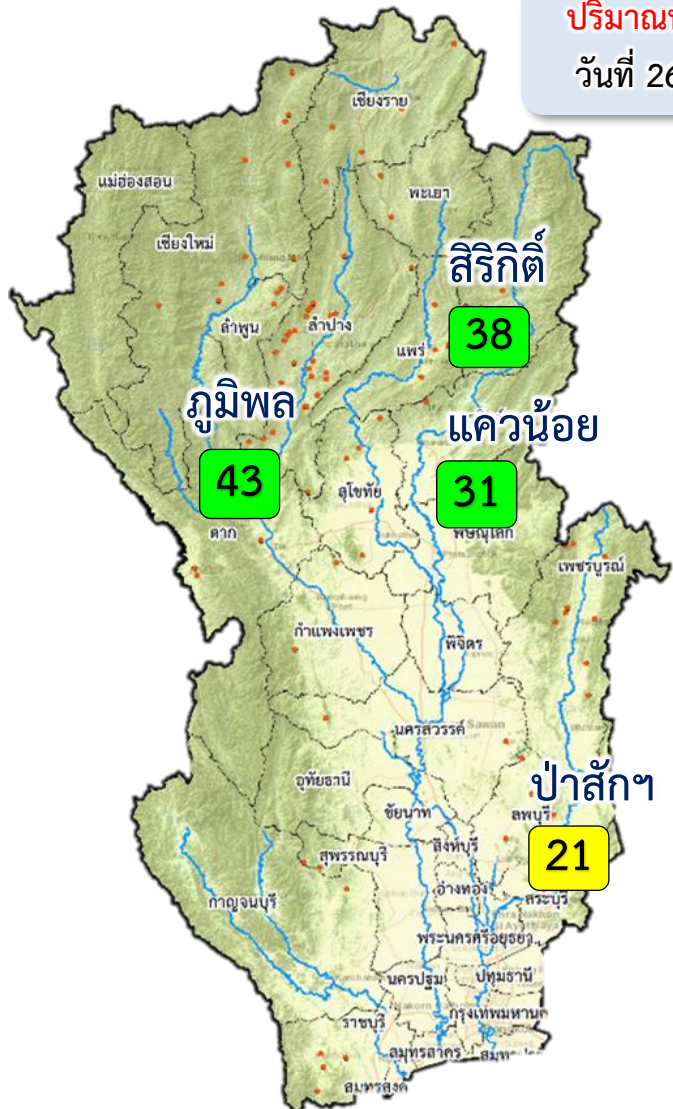 วันที่ 26
เชียงราย
แม่ฮ่องสอน
พะเยา
เชียงใหม่
สิริกิติ์
38
ลำพูน
ลำปาง
แพร่
ภูมิพล
43
แควน้อย
31
สุโขทัย
ตาก
พิษณุโลก
เพชรบูรณ์
กำแพงเพชร
พิจิตร
นครสวรรค์
Sawan
อุทัยธานี
ป่าสักฯ
21
ชัยนาท
ลพบุรี
สิงห์บุรี
สุพรรณบุรี
อ่างทอง
สระบุรี
กาญจนบุรี
พระนครศรีอยุธยา
นครปฐม
ปทุมธานี
ราชบุรี
กรุงเทพมหานค
สมุทรสาคร
สมุทรสงค